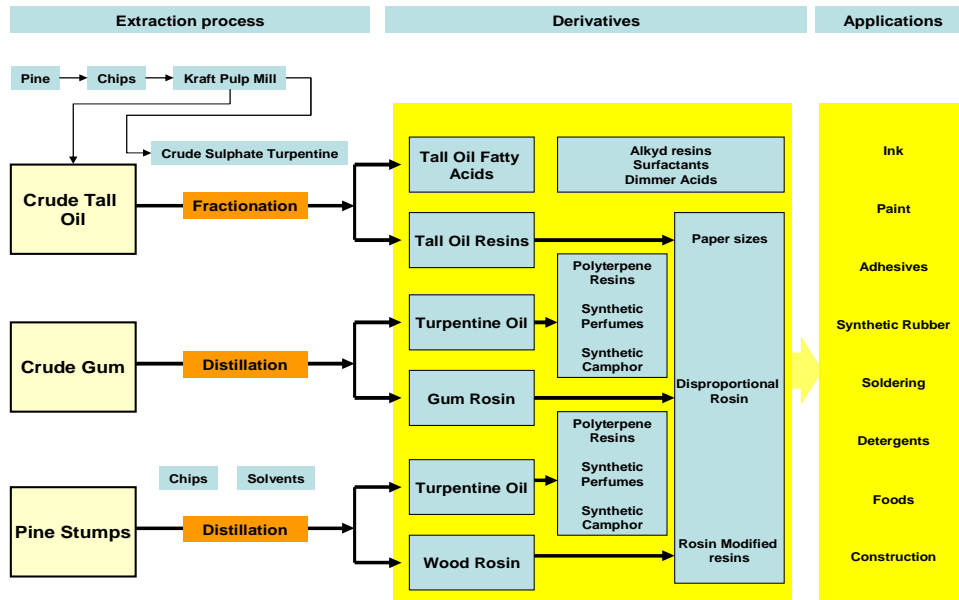 Extraction process
Derivatives
Applications
Pine
Chips
Kraft Pulp Mill
Crude Sulphate Turpentine
Crude Tall
Oil
Fractionation
Tall Oil Fatty
Acids
Alkyd resins
Surfactants
Dimmer Acids
Tall Oil Resins
Paper sizes
Polyterpene
Resins
Synthetic
Perfumes
Synthetic
Camphor
Crude Gum
Distillation
Turpentine Oil
Gum Rosin
Disproportional
Rosin
Polyterpene
Resins
Synthetic
Perfumes
Synthetic
Camphor
Chips
Solvents
Pine Stumps
Distillation
Turpentine Oil
Wood Rosin
Rosin Modified
resins
Ink
Paint
Adhesives
Synthetic Rubber
Soldering
Detergents
Foods
Construction